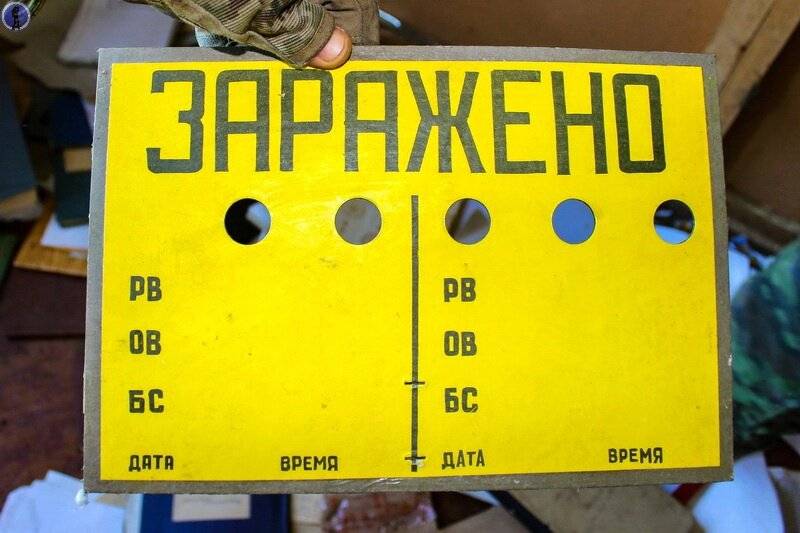 ЗАРАЖЕНО
РВ РВ
ОВ ОВ
БС БС
ДАТА ВРЕМЯ ДАТА ВРЕМЯ